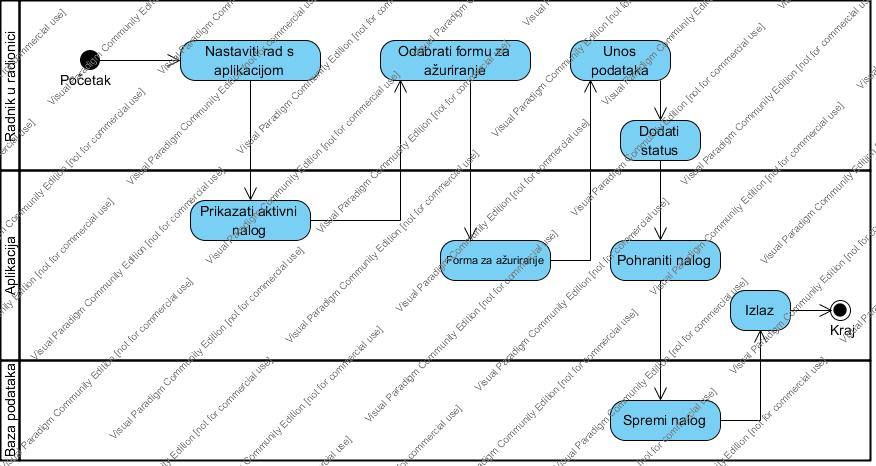 Radnik u radionici
Početak
Nastaviti rad s
aplikacijom
Odabrati formu za
ažuriranje
Unos
podataka
Dodati
status
Aplikacija
Prikazati aktivni
nalog
Forma za ažuriranje
Pohraniti nalog
Izlaz
Kraj
Baza podataka
Spremi nalog
Visual Paradigm Community Edition [not for commercial use]